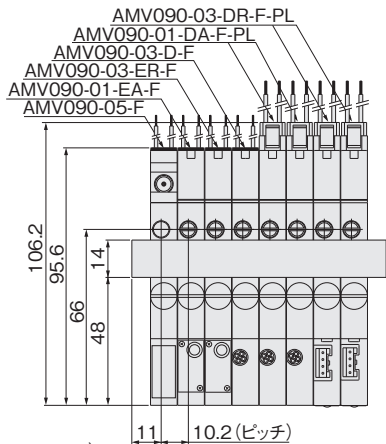 AMV090-03-DR-F-PL
AMV090-01-DA-F-PL
AMV090-03-D-F
AMV090-03-ER-F
AMV090-01-EA-F
AMV090-05-F
106.2
95.6
66
14
48
11
10.2(ピッチ)